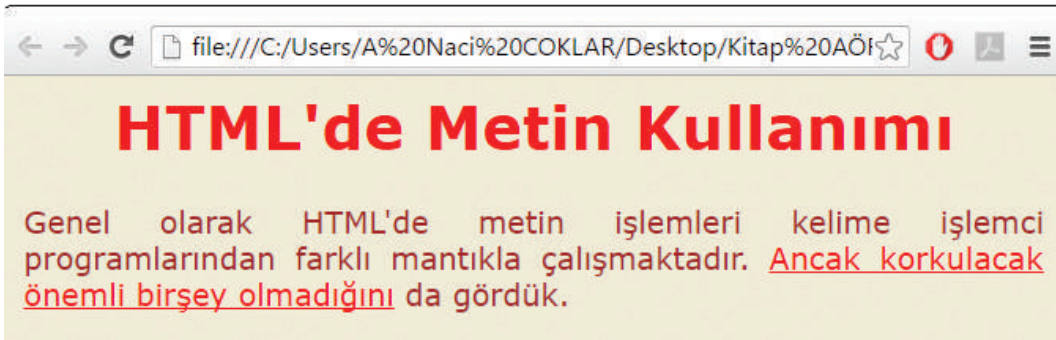 file:///C:/Users/A%20Naci%20COKLAR/Desktop/Kitap%20AÖ
HTML'de Metin Kullanımı
Genel olarak HTML'de metin işlemleri kelime işlemci
programlarından farklı mantıkla çalışmaktadır. Ancak korkulacak
önemli birşey olmadığını da gördük.